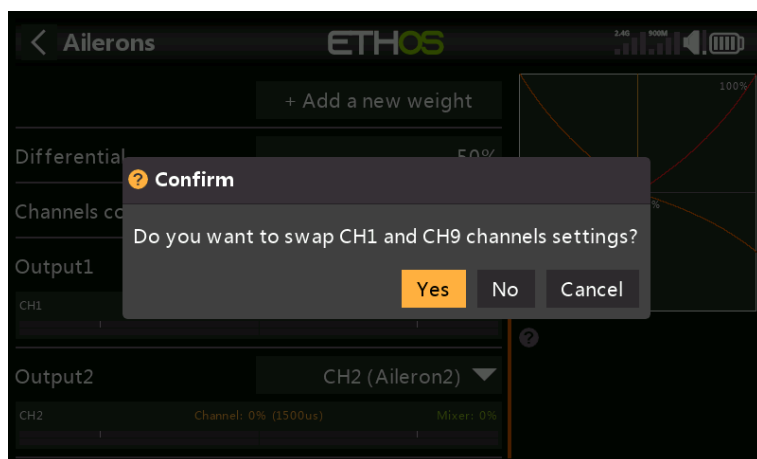 Ailerons
ETHOS
2.4G 900M
+ Add a new weight
100%
Differential
50%
? Confirm
Channels co
%
Do you want to swap CH1 and CH9 channels settings?
Output1
Yes No Cancel
CH1
?
Output2 CH2 (Aileron2)
CH2 Channel: 0% (1500us) Mixer: 0%